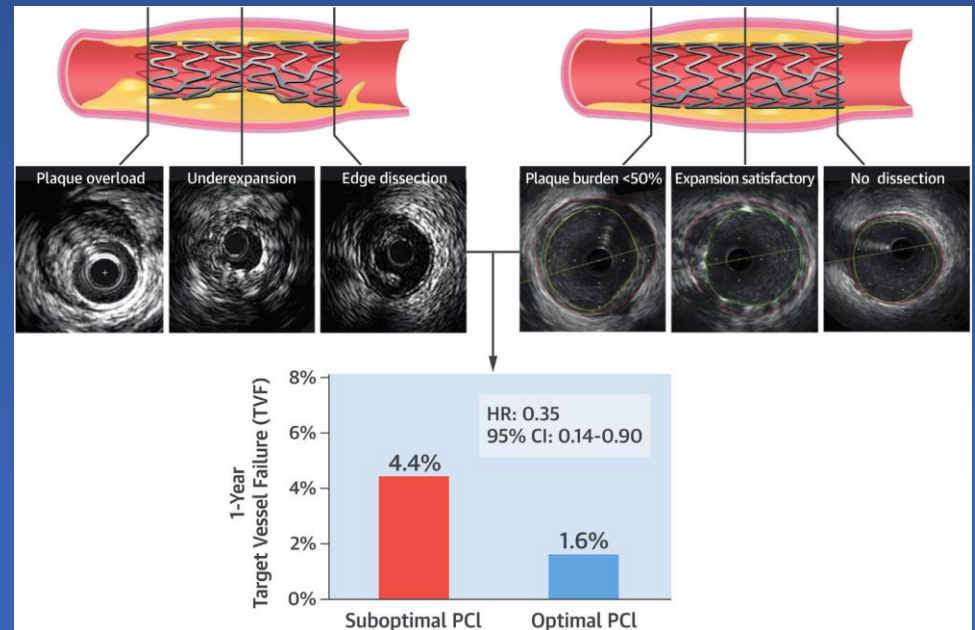 Plaque overload
Underexpansion
Edge dissection
Plaque burden <50%
Expansion satisfactory
No dissection
1-Year
Target Vessel Failure (TVF)
8%
6%
4%
2%
0%
HR: 0.35
95% CI: 0.14-0.90
4.4%
1.6%
Suboptimal PCI
Optimal PCI